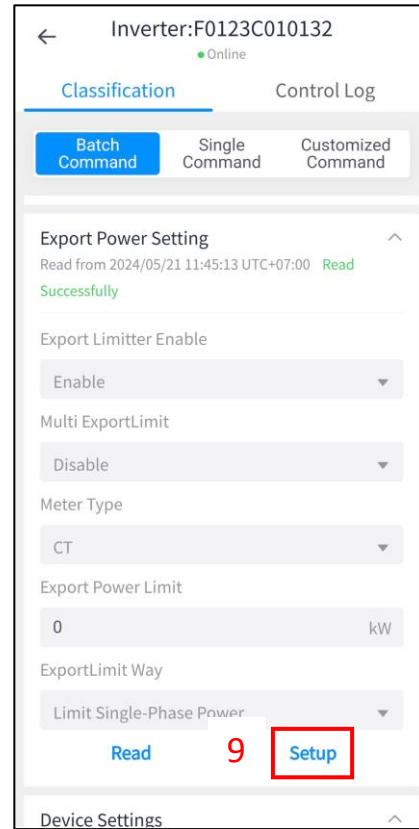 Inverter:F0123C010132
Online
Classification
Control Log
Batch
Command
Single
Command
Customized
Command
Export Power Setting
Read from 2024/05/21 11:45:13 UTC+07:00 Read
Successfully
Export Limitter Enable
Enable
Multi ExportLimit
Disable
Meter Type
CT
Export Power Limit
0 kW
ExportLimit Way
Limit Single-Phase Power
Read 9 Setup
Device Settings